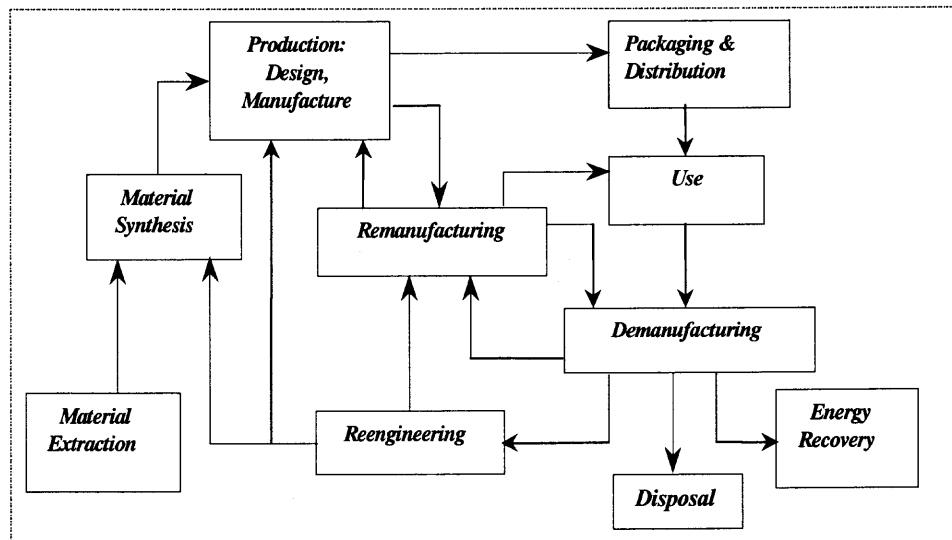 Production:
Design,
Manufacture
Packaging &
Distribution
Material
Synthesis
Use
Remanufacturing
Demanufacturing
Material
Extraction
Reengineering
Energy
Recovery
Disposal